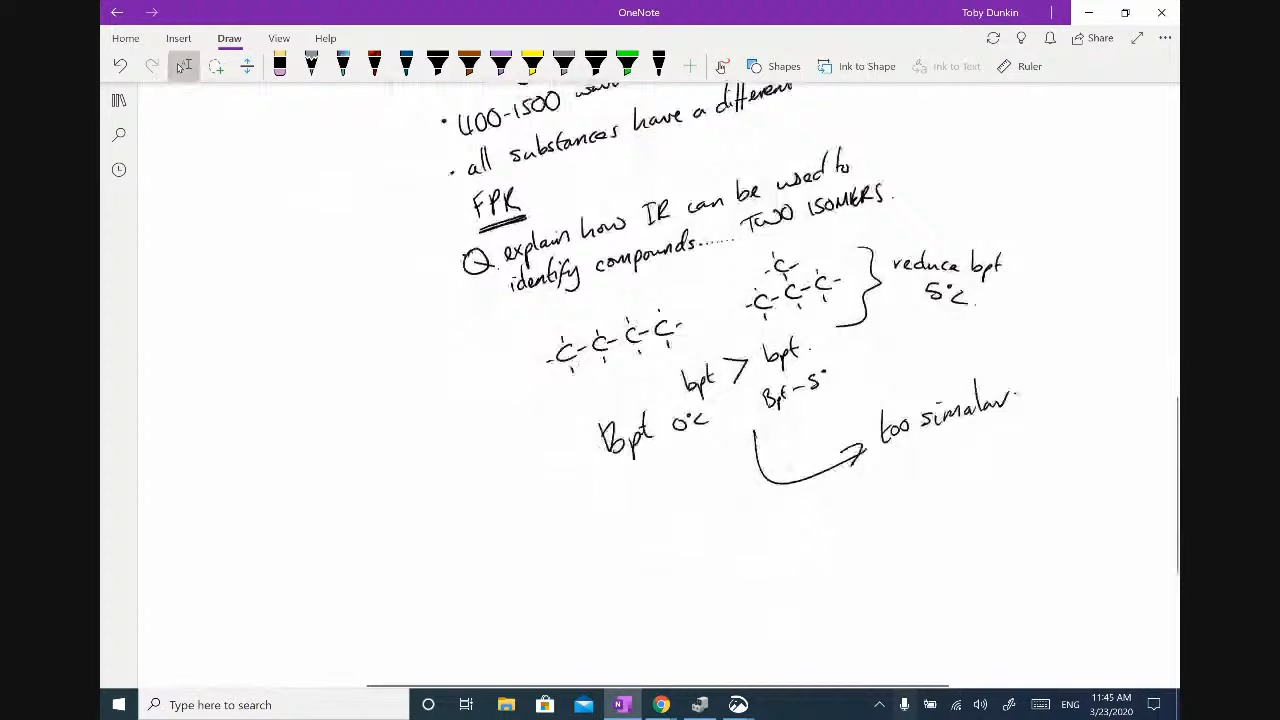 OneNote
Toby Dunkin
Home Insert Draw View Help
Share
Shapes Ink to Shape Ink to Text Ruler
• 400-1500
• all substances have a different
FPR
Q explain how IR can be used to
identify compounds...... TWO ISOMERS.
C C C C
C
C C C
reduce bpt
5°C.
bpt > bpt.
Bpt 0°C
Bpt -5°
too simalar.
Type here to search
ENG
11:45 AM
3/23/2020